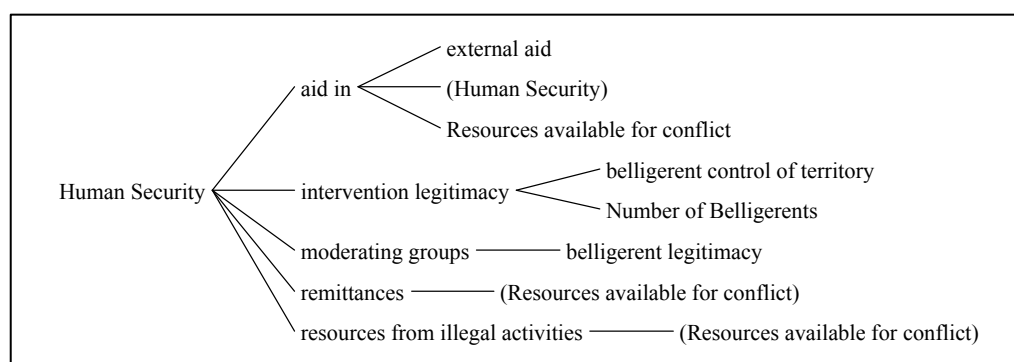 external aid
aid in
(Human Security)
Resources available for conflict
Human Security
intervention legitimacy
belligerent control of territory
Number of Belligerents
moderating groups
belligerent legitimacy
remittances
(Resources available for conflict)
resources from illegal activities
(Resources available for conflict)